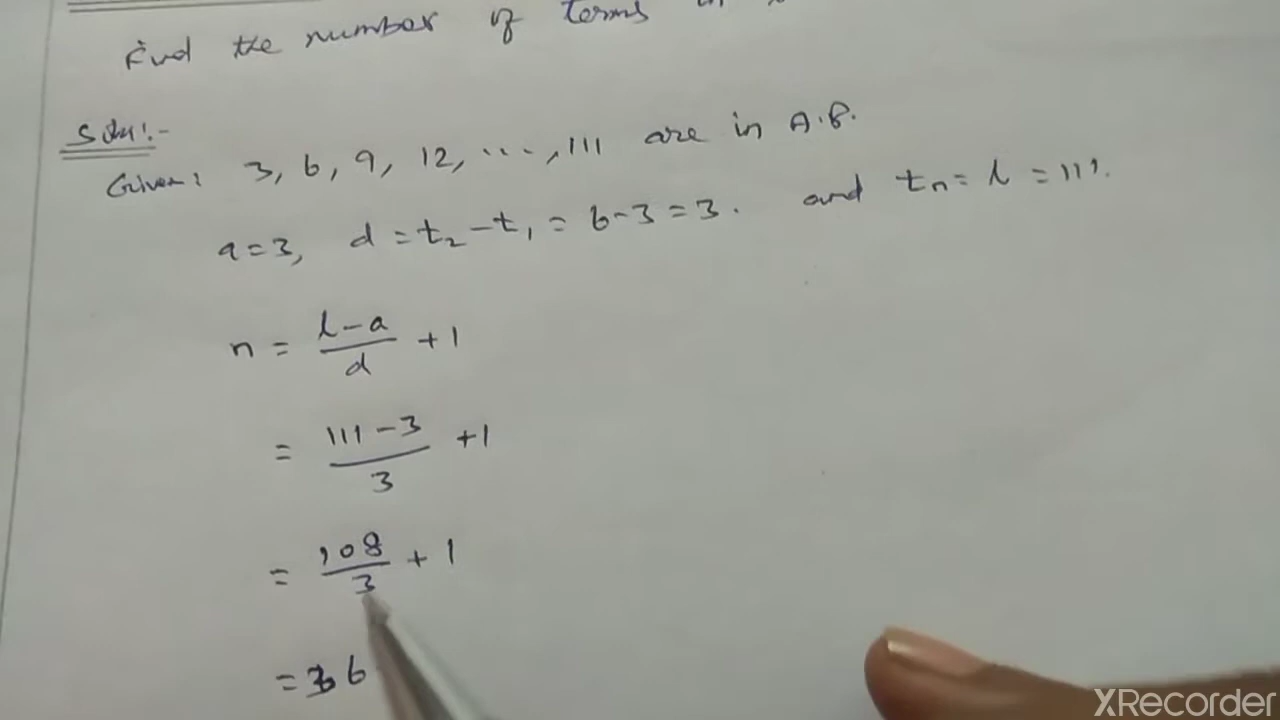 Find the number of terms in
Soln:-
Given: 3, 6, 9, 12, ..., 111 are in A.P.
a = 3, d = t₂ - t₁ = 6 - 3 = 3. and tₙ = l = 111.
n = (l - a)/d + 1
= (111 - 3)/3 + 1
= 108/3 + 1
= 36
XRecorder